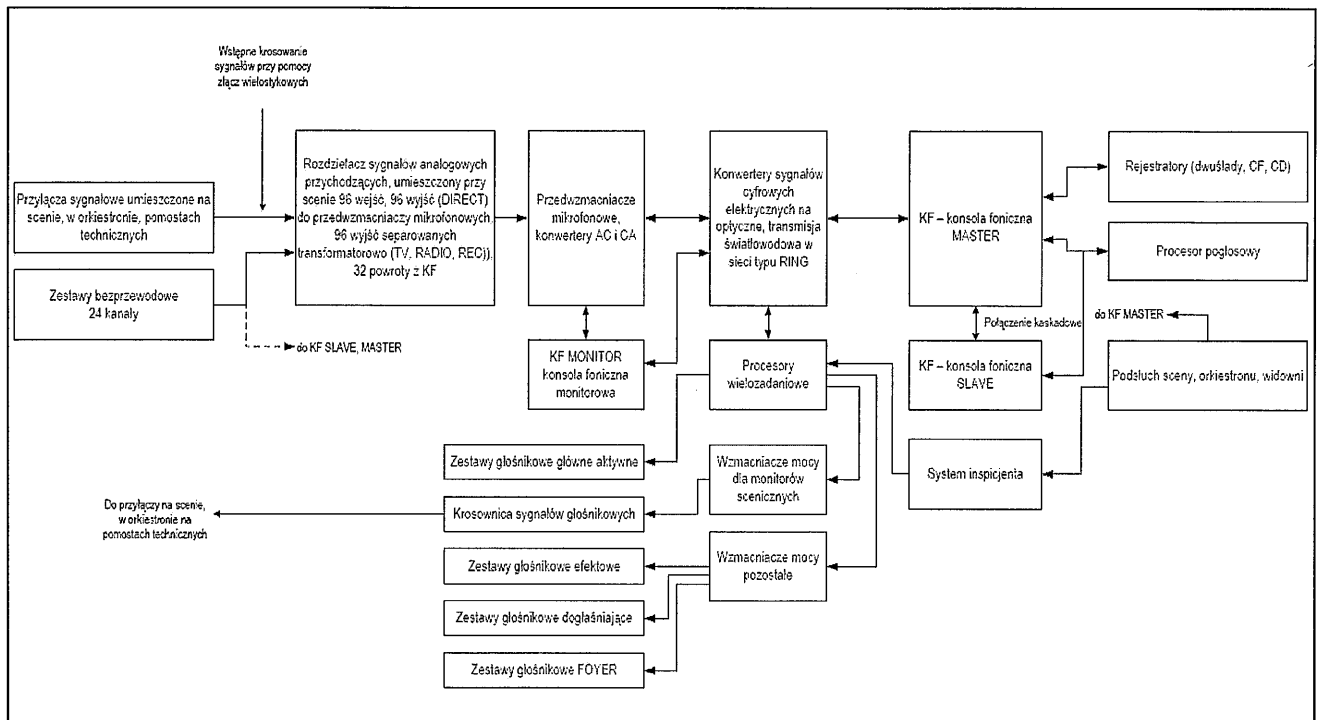 Wstępne krosowanie
sygnałów przy pomocy
złącz wielostykowych
Przyłącza sygnałowe umieszczone na
scenie, w orkiestronie, pomostach
technicznych
Zestawy bezprzewodowe
24 kanały
do KF SLAVE, MASTER
Rozdzielacz sygnałów analogowych
przychodzących, umieszczony przy
scenie 96 wejść, 96 wyjść (DIRECT)
do przedwzmacniaczy mikrofonowych,
96 wyjść separowanych
transformatorowo (TV, RADIO, REC)),
32 powroty z KF
Przedwzmacniacze
mikrofonowe,
konwertery AC i CA
KF MONITOR
konsola foniczna
monitorowa
Konwertery sygnałów
cyfrowych
elektrycznych na
optyczne, transmisja
światłowodowa w
sieci typu RING
Procesory
wielozadaniowe
KF – konsola foniczna
MASTER
Połączenie kaskadowe
KF – konsola foniczna
SLAVE
Rejestratory (dwuślady, CF, CD)
Procesor pogłosowy
do KF MASTER
Podsłuch sceny, orkiestronu, widowni
System inspicjenta
Zestawy głośnikowe główne aktywne
Wzmacniacze mocy
dla monitorów
scenicznych
Krosownica sygnałów głośnikowych
Do przyłączy na scenie,
w orkiestronie na
pomostach technicznych
Wzmacniacze mocy
pozostałe
Zestawy głośnikowe efektowe
Zestawy głośnikowe dogłaśniające
Zestawy głośnikowe FOYER